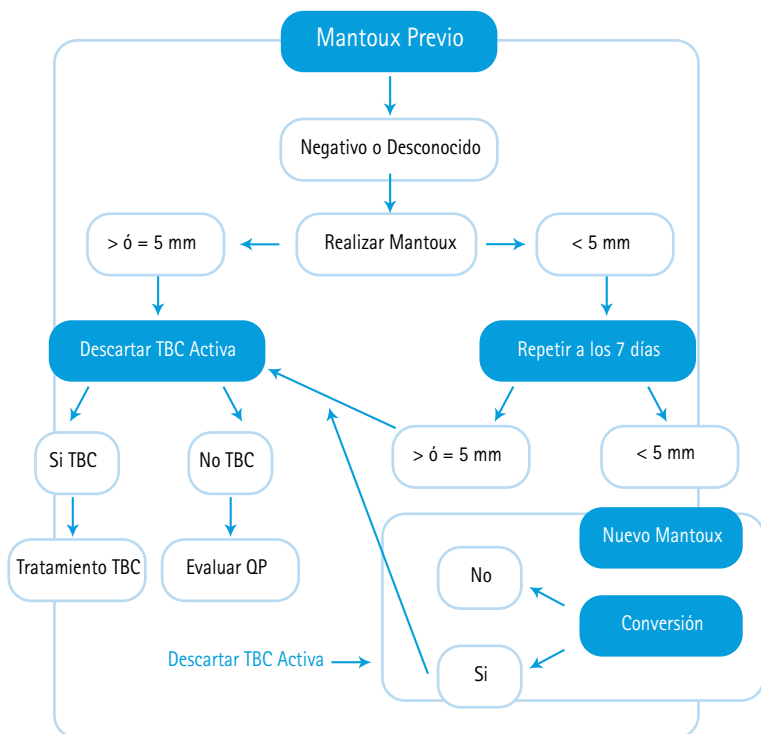 Mantoux Previo
Negativo o Desconocido
> ó = 5 mm
Realizar Mantoux
< 5 mm
Descartar TBC Activa
Repetir a los 7 días
Si TBC
No TBC
> ó = 5 mm
< 5 mm
Tratamiento TBC
Evaluar QP
Nuevo Mantoux
No
Conversión
Descartar TBC Activa
Si